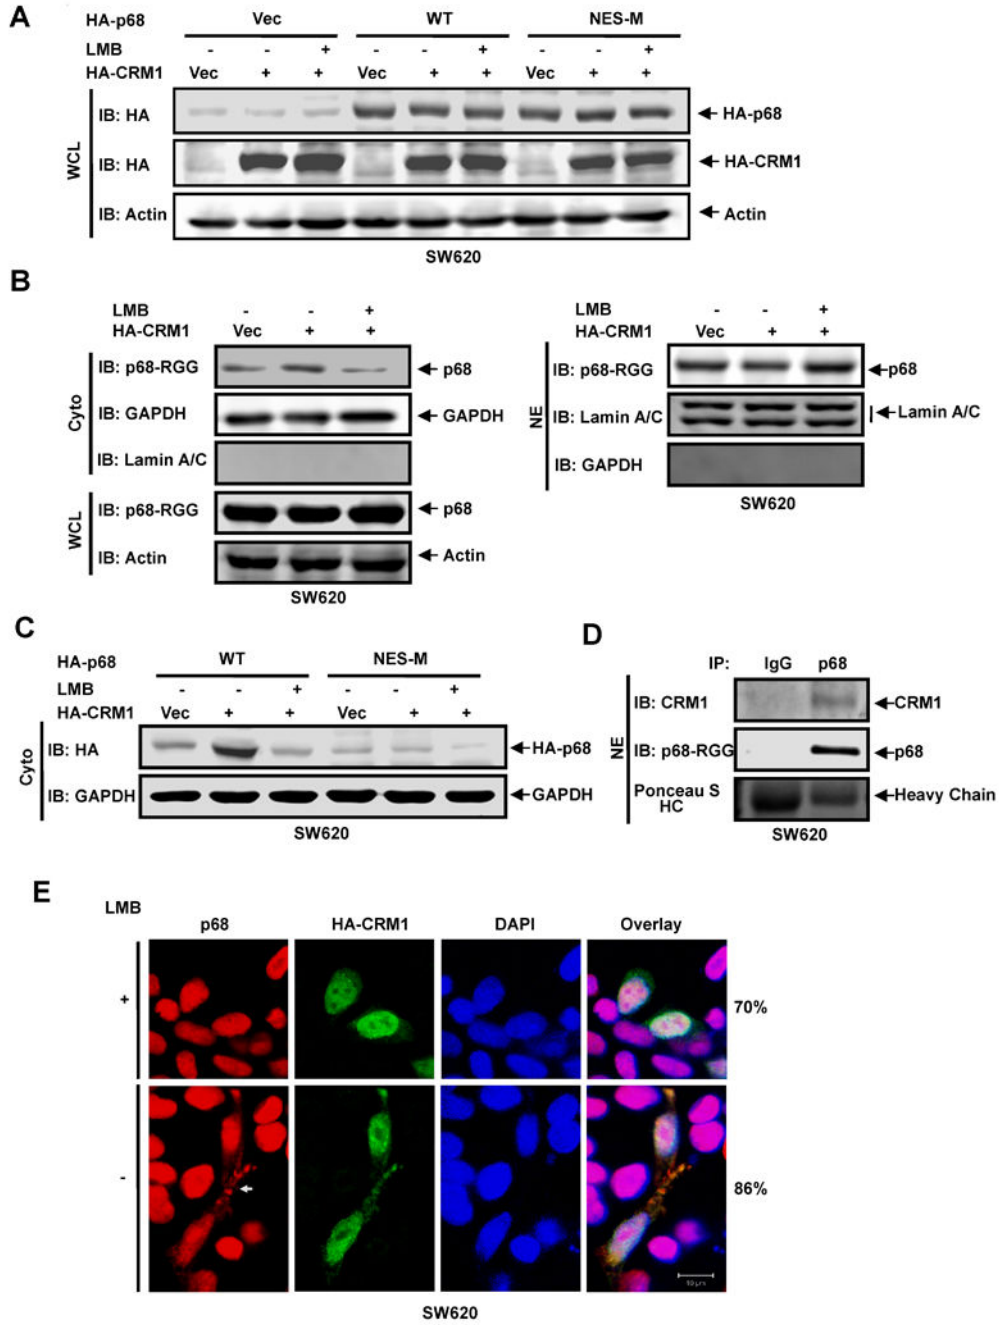 A
HA-p68 Vec WT NES-M
LMB - - + - - + - - +
HA-CRM1 Vec + + Vec + + Vec + +
WCL
IB: HA HA-p68
IB: HA HA-CRM1
IB: Actin Actin
SW620
B
LMB - - +
HA-CRM1 Vec + +
Cyto
IB: p68-RGG p68
IB: GAPDH GAPDH
IB: Lamin A/C
WCL
IB: p68-RGG p68
IB: Actin Actin
SW620
LMB - - +
HA-CRM1 Vec + +
NE
IB: p68-RGG p68
IB: Lamin A/C Lamin A/C
IB: GAPDH
SW620
C
HA-p68 WT NES-M
LMB - - + - - +
HA-CRM1 Vec + + Vec + +
Cyto
IB: HA HA-p68
IB: GAPDH GAPDH
SW620
D
IP: IgG p68
NE
IB: CRM1 CRM1
IB: p68-RGG p68
Ponceau S
HC
Heavy Chain
SW620
E
LMB
p68 HA-CRM1 DAPI Overlay
+ 70%
- 86%
10 µm
SW620